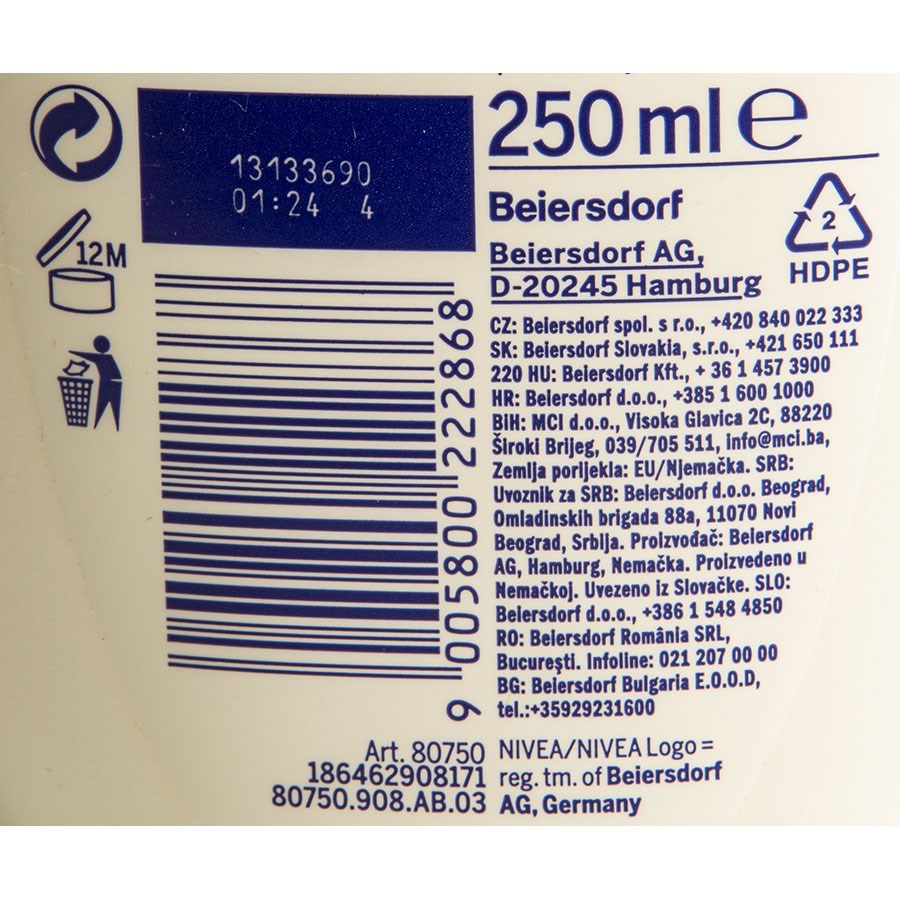 13133690
01:24 4
12M
9 005800 222868
Art. 80750
186462908171
80750.908.AB.03
250 ml e
Beiersdorf
2
HDPE
Beiersdorf AG,
D-20245 Hamburg
CZ: Beiersdorf spol. s r.o., +420 840 022 333
SK: Beiersdorf Slovakia, s.r.o., +421 650 111
220 HU: Beiersdorf Kft., + 36 1 457 3900
HR: Beiersdorf d.o.o., +385 1 600 1000
BiH: MCI d.o.o., Visoka Glavica 2C, 88220
Široki Brijeg, 039/705 511, info@mci.ba,
Zemlja porijekla: EU/Njemačka. SRB:
Uvoznik za SRB: Beiersdorf d.o.o. Beograd,
Omladinskih brigada 88a, 11070 Novi
Beograd, Srbija. Proizvođač: Beiersdorf
AG, Hamburg, Nemačka. Proizvedeno u
Nemačkoj. Uvezeno iz Slovačke. SLO:
Beiersdorf d.o.o., +386 1 548 4850
RO: Beiersdorf România SRL,
Bucureşti. Infoline: 021 207 00 00
BG: Beiersdorf Bulgaria E.O.O.D,
tel.:+35929231600
NIVEA/NIVEA Logo =
reg. tm. of Beiersdorf
AG, Germany